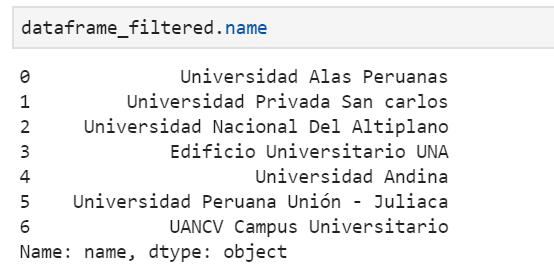 dataframe_filtered.name
0 Universidad Alas Peruanas
1 Universidad Privada San carlos
2 Universidad Nacional Del Altiplano
3 Edificio Universitario UNA
4 Universidad Andina
5 Universidad Peruana Unión - Juliaca
6 UANCV Campus Universitario
Name: name, dtype: object